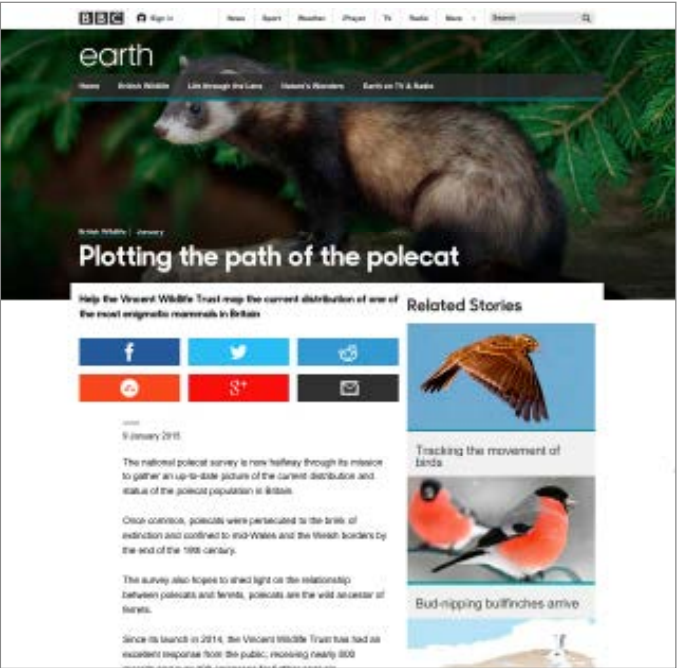 BBC Sign in News Sport Weather iPlayer TV Radio More Search
earth
Home British Wildlife Life through the Lens Nature's Wonders Earth on TV & Radio
British Wildlife | January
Plotting the path of the polecat
Help the Vincent Wildlife Trust map the current distribution of one of
the most enigmatic mammals in Britain
f g+
9 January 2015
The national polecat survey is now halfway through its mission
to gather an up-to-date picture of the current distribution and
status of the polecat population in Britain.
Once common, polecats were persecuted to the brink of
extinction and confined to mid-Wales and the Welsh borders by
the end of the 19th century.
The survey also hopes to shed light on the relationship
between polecats and ferrets, polecats are the wild ancestor of
ferrets.
Since its launch in 2014, the Vincent Wildlife Trust has had an
excellent response from the public, receiving nearly 800
Related Stories
Tracking the movement of
birds
Bud-nipping bullfinches arrive